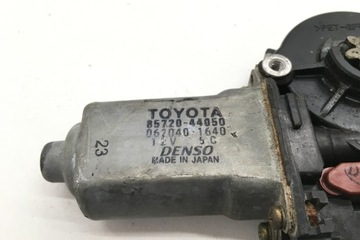 TOYOTA
85720-44050
062040-1640
12V 5C
DENSO
MADE IN JAPAN
23